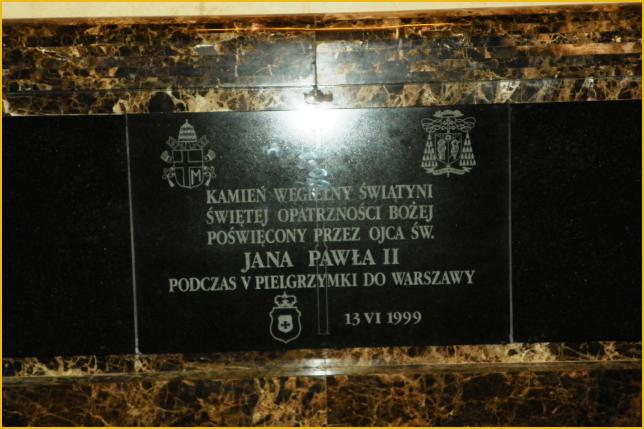 KAMIEŃ WĘGIELNY ŚWIĄTYNI
ŚWIĘTEJ OPATRZNOŚCI BOŻEJ
POŚWIĘCONY PRZEZ OJCA ŚW.
JANA PAWŁA II
PODCZAS V PIELGRZYMKI DO WARSZAWY
13 VI 1999
M